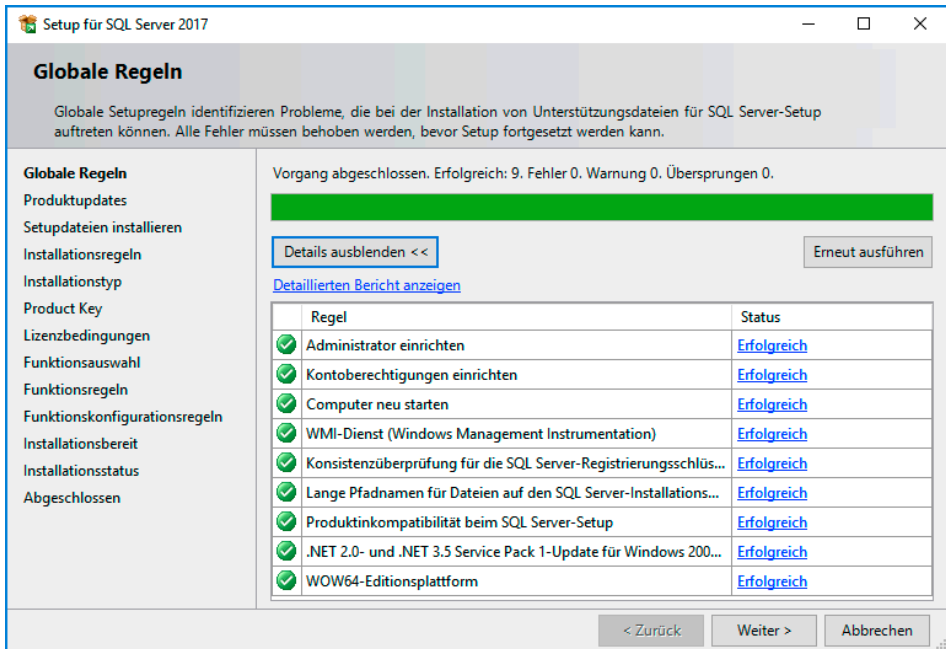 Setup für SQL Server 2017
Globale Regeln
Globale Setupregeln identifizieren Probleme, die bei der Installation von Unterstützungsdateien für SQL Server-Setup
auftreten können. Alle Fehler müssen behoben werden, bevor Setup fortgesetzt werden kann.
Globale Regeln
Produktupdates
Setupdateien installieren
Installationsregeln
Installationstyp
Product Key
Lizenzbedingungen
Funktionsauswahl
Funktionsregeln
Funktionskonfigurationsregeln
Installationsbereit
Installationsstatus
Abgeschlossen
Vorgang abgeschlossen. Erfolgreich: 9. Fehler 0. Warnung 0. Übersprungen 0.
Details ausblenden << Erneut ausführen
Detaillierten Bericht anzeigen
Regel Status
Administrator einrichten Erfolgreich
Kontoberechtigungen einrichten Erfolgreich
Computer neu starten Erfolgreich
WMI-Dienst (Windows Management Instrumentation) Erfolgreich
Konsistenzüberprüfung für die SQL Server-Registrierungsschlüs... Erfolgreich
Lange Pfadnamen für Dateien auf den SQL Server-Installations... Erfolgreich
Produktinkompatibilität beim SQL Server-Setup Erfolgreich
.NET 2.0- und .NET 3.5 Service Pack 1-Update für Windows 200... Erfolgreich
WOW64-Editionsplattform Erfolgreich
< Zurück Weiter > Abbrechen